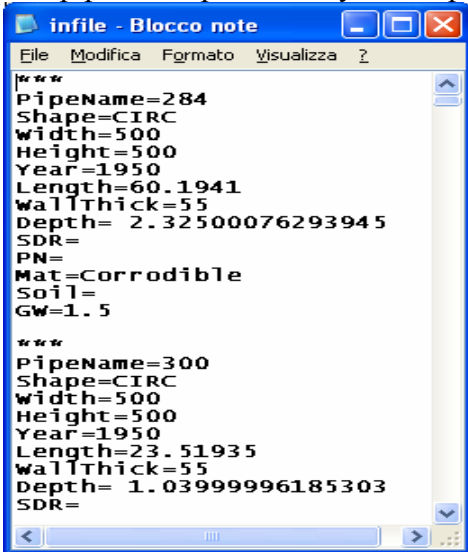 infile - Blocco note
File Modifica Formato Visualizza ?
***
PipeName=284
Shape=CIRC
Width=500
Height=500
Year=1950
Length=60.1941
WallThick=55
Depth= 2.32500076293945
SDR=
PN=
Mat=Corrodible
Soil=
GW=1.5
***
PipeName=300
Shape=CIRC
Width=500
Height=500
Year=1950
Length=23.51935
WallThick=55
Depth= 1.03999996185303
SDR=